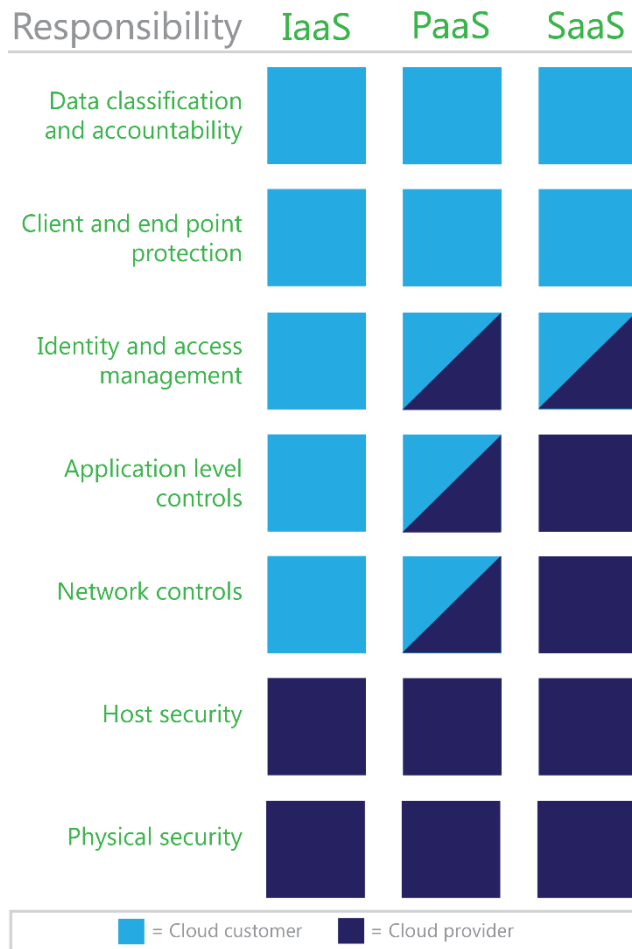 Responsibility IaaS PaaS SaaS
Data classification
and accountability
Client and end point
protection
Identity and access
management
Application level
controls
Network controls
Host security
Physical security
= Cloud customer = Cloud provider